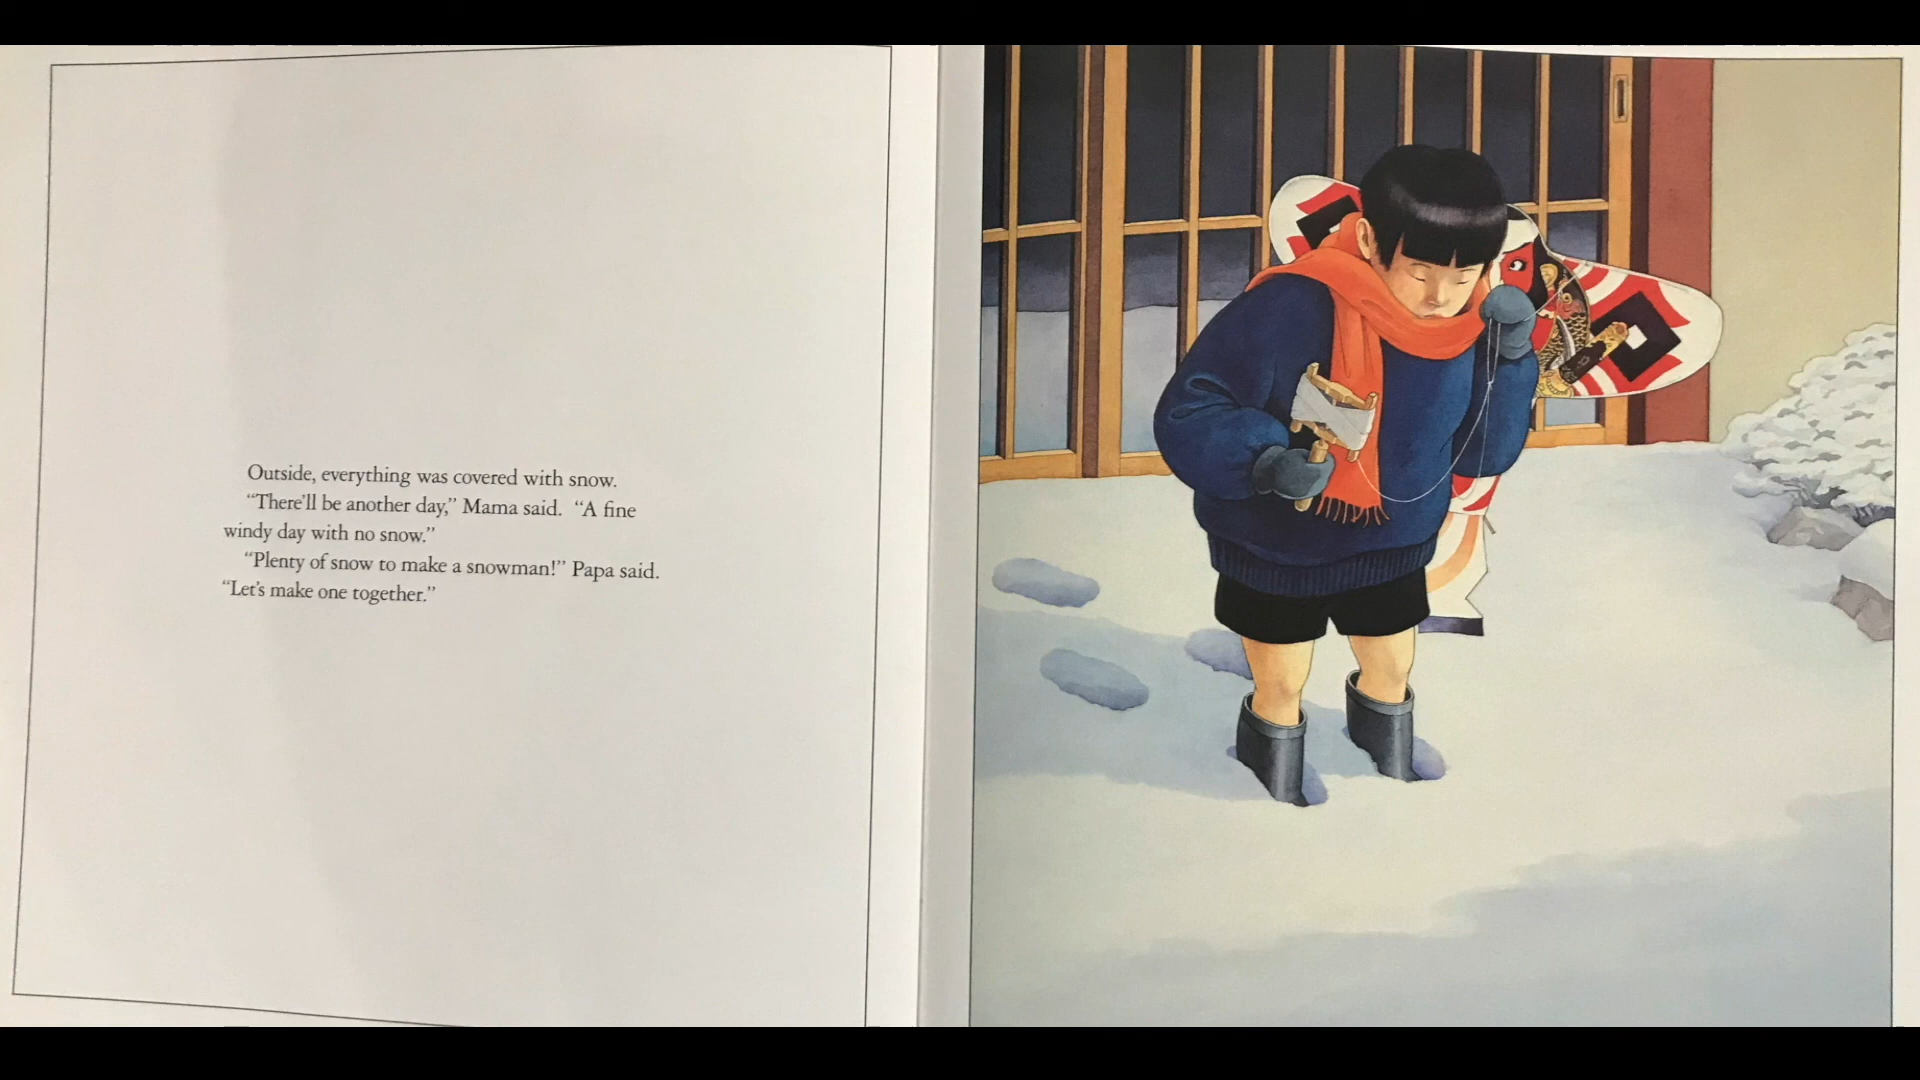 Outside, everything was covered with snow.
“There’ll be another day,” Mama said. “A fine
windy day with no snow.”
“Plenty of snow to make a snowman!” Papa said.
“Let’s make one together.”